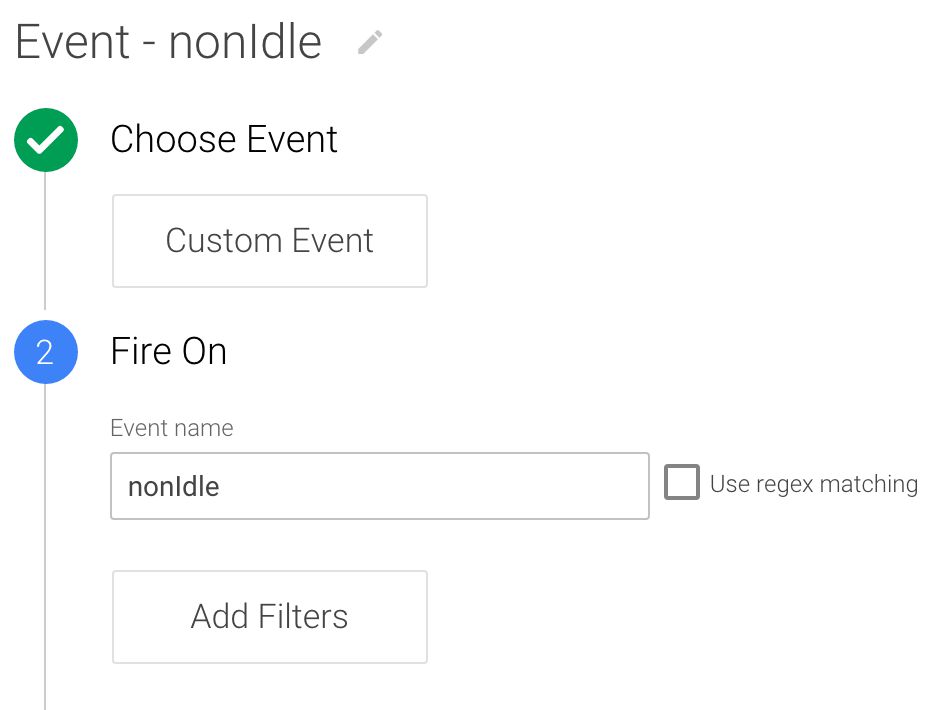 Event - nonIdle
Choose Event
Custom Event
2 Fire On
Event name
nonIdle
Use regex matching
Add Filters